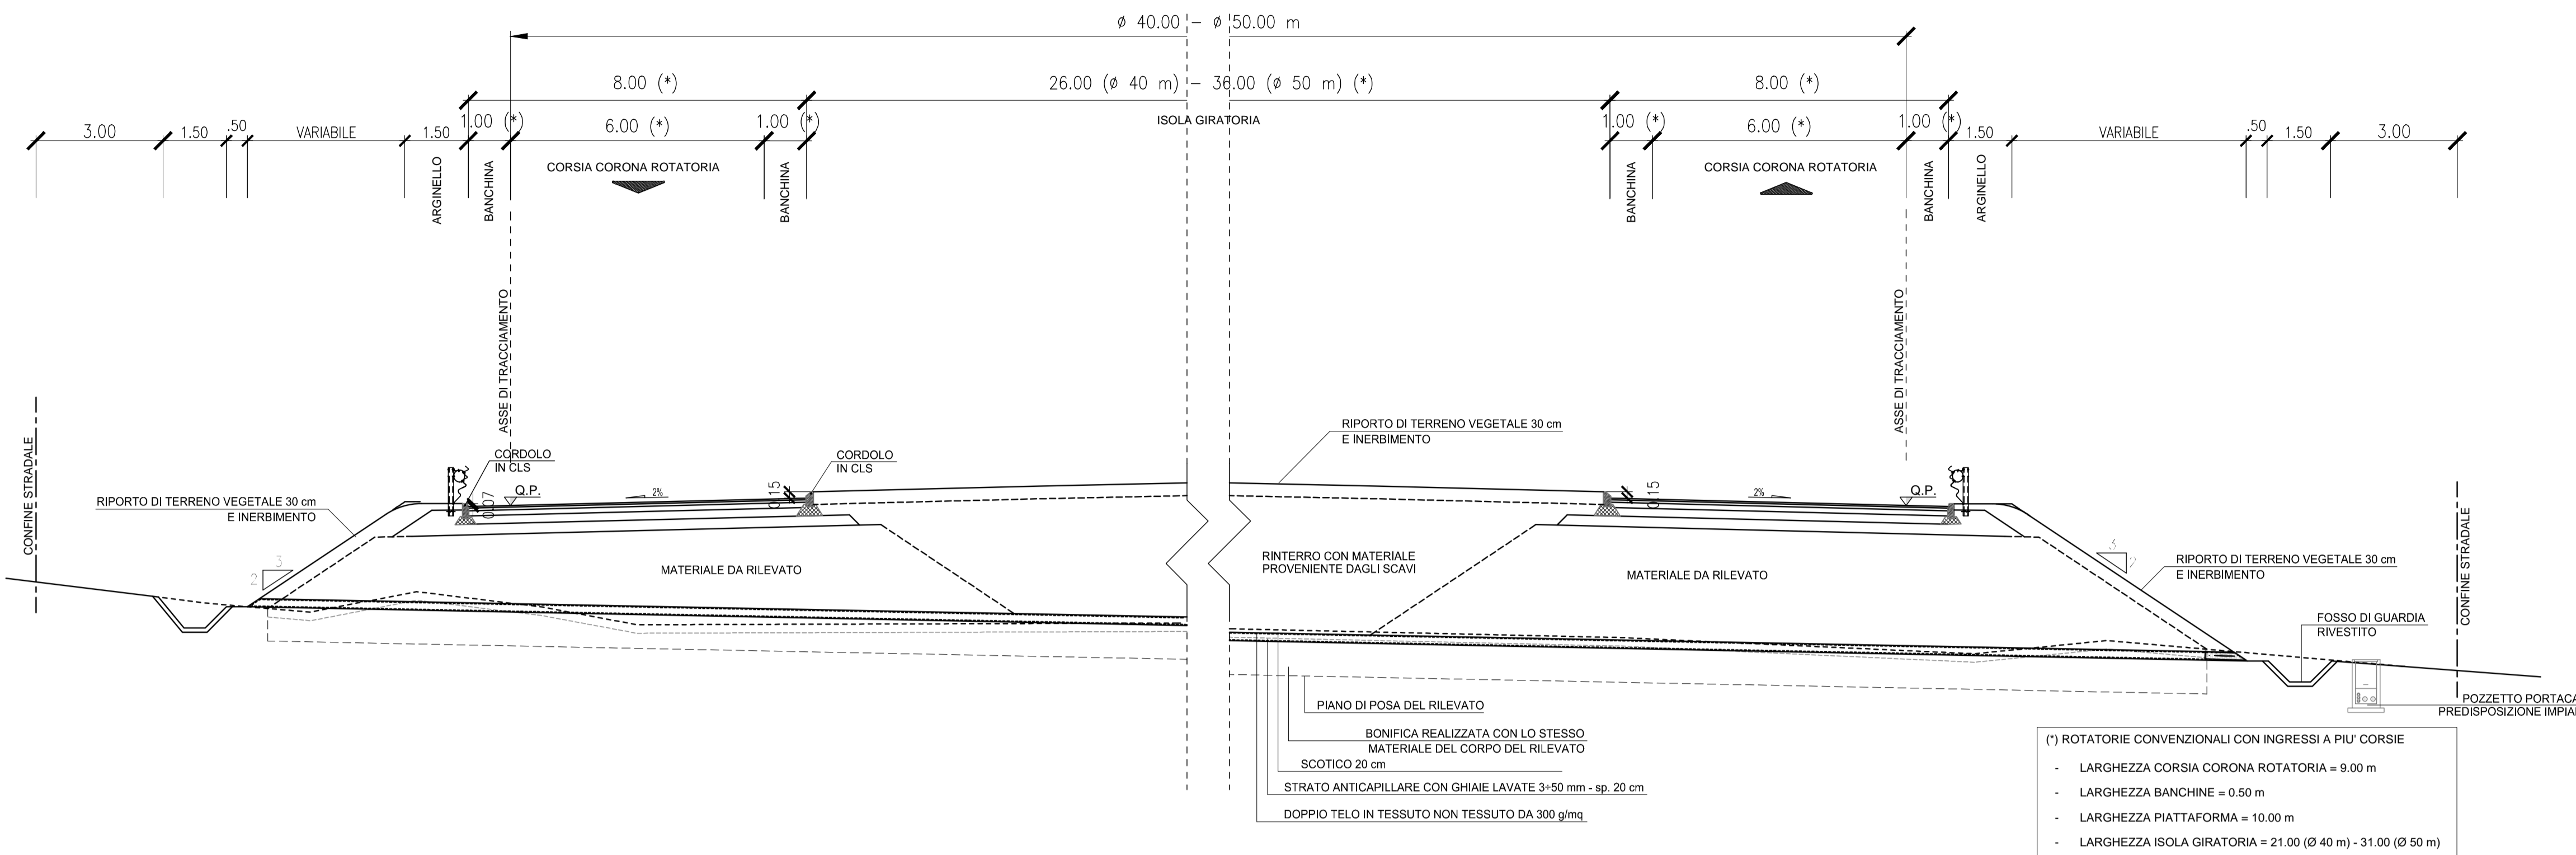 ø 40.00 - ø 50.00 m
8.00 (*)
26.00 (ø 40 m) - 36.00 (ø 50 m) (*)
8.00 (*)
3.00
1.50
.50
VARIABILE
1.50
1.00 (*)
6.00 (*)
1.00 (*)
ISOLA GIRATORIA
1.00 (*)
6.00 (*)
1.00 (*)
1.50
VARIABILE
.50
1.50
3.00
ARGINELLO
BANCHINA
CORSIA CORONA ROTATORIA
BANCHINA
BANCHINA
CORSIA CORONA ROTATORIA
BANCHINA
ARGINELLO
ASSE DI TRACCIAMENTO
ASSE DI TRACCIAMENTO
CONFINE STRADALE
RIPORTO DI TERRENO VEGETALE 30 cm
E INERBIMENTO
CORDOLO
IN CLS
0.07
Q.P.
2%
0.15
CORDOLO
IN CLS
RIPORTO DI TERRENO VEGETALE 30 cm
E INERBIMENTO
0.15
2%
Q.P.
3
2
MATERIALE DA RILEVATO
RINTERRO CON MATERIALE
PROVENIENTE DAGLI SCAVI
MATERIALE DA RILEVATO
3
2
RIPORTO DI TERRENO VEGETALE 30 cm
E INERBIMENTO
CONFINE STRADALE
FOSSO DI GUARDIA
RIVESTITO
POZZETTO PORTACA
PREDISPOSIZIONE IMPIA
PIANO DI POSA DEL RILEVATO
BONIFICA REALIZZATA CON LO STESSO
MATERIALE DEL CORPO DEL RILEVATO
SCOTICO 20 cm
STRATO ANTICAPILLARE CON GHIAIE LAVATE 3÷50 mm - sp. 20 cm
DOPPIO TELO IN TESSUTO NON TESSUTO DA 300 g/mq
(*) ROTATORIE CONVENZIONALI CON INGRESSI A PIU' CORSIE
- LARGHEZZA CORSIA CORONA ROTATORIA = 9.00 m
- LARGHEZZA BANCHINE = 0.50 m
- LARGHEZZA PIATTAFORMA = 10.00 m
- LARGHEZZA ISOLA GIRATORIA = 21.00 (Ø 40 m) - 31.00 (Ø 50 m)